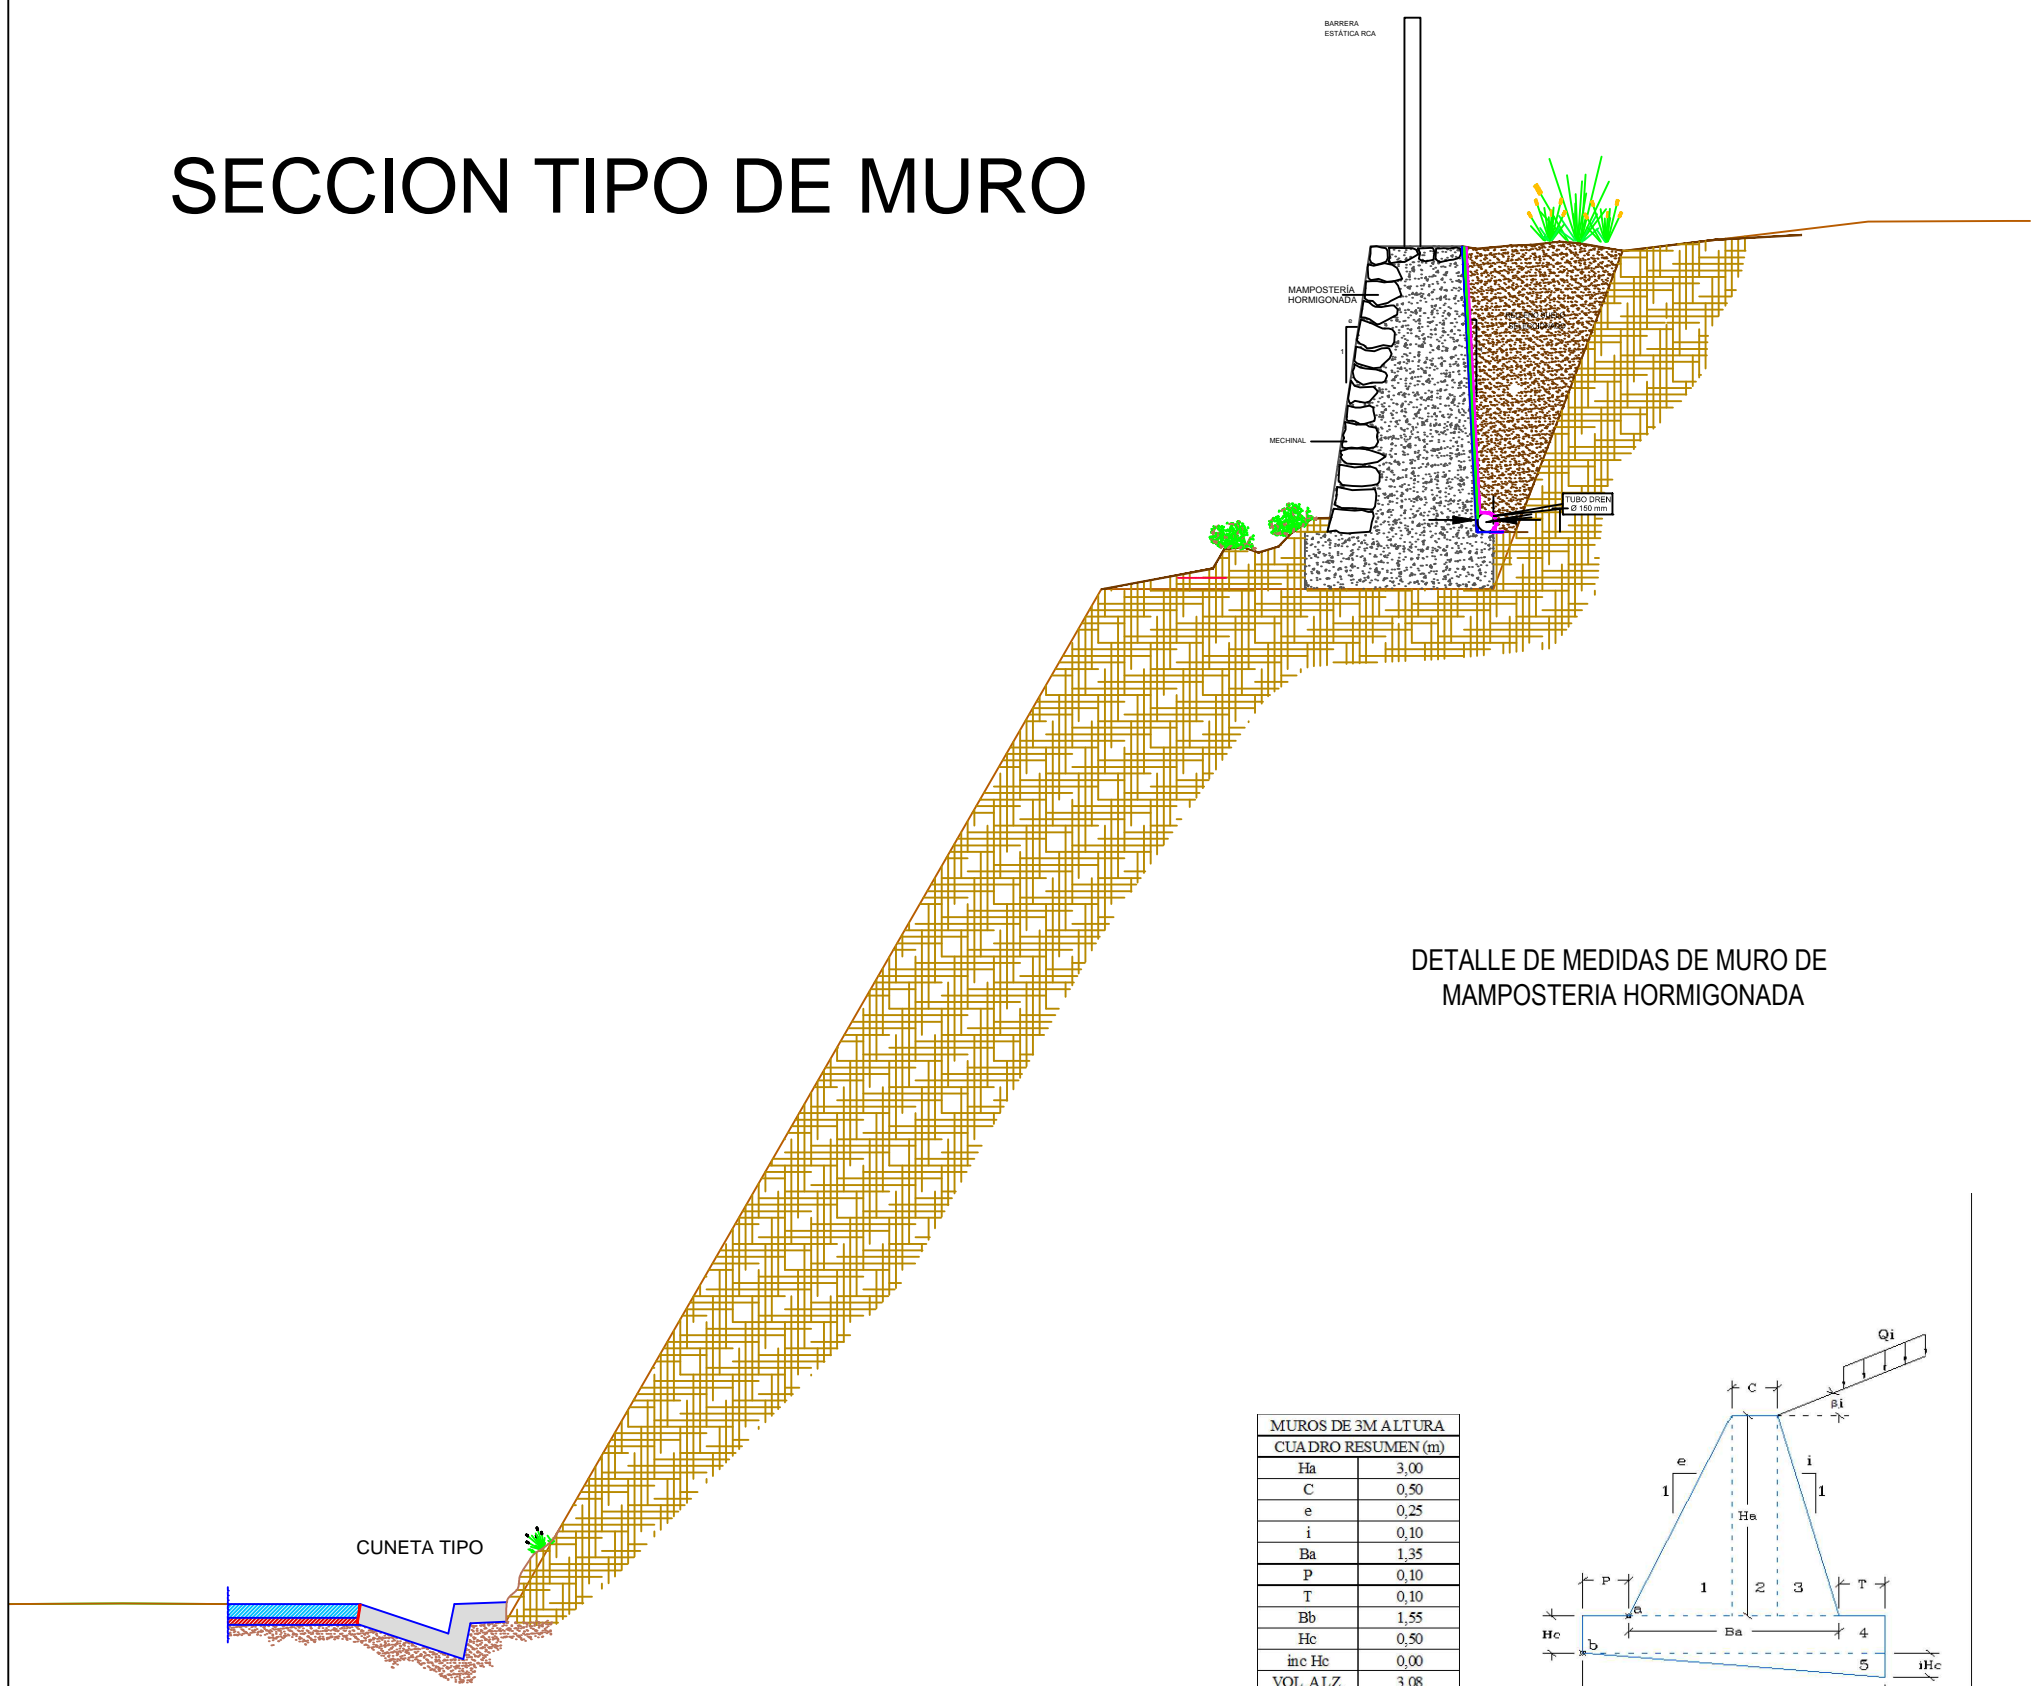 BARRERA
ESTÁTICA RCA
SECCION TIPO DE MURO
MAMPOSTERÍA
HORMIGONADA
e
1
MECHINAL
TUBO DREN
Ø 150 mm
DETALLE DE MEDIDAS DE MURO DE
MAMPOSTERIA HORMIGONADA
CUNETA TIPO
MUROS DE 3M ALTURA
CUADRO RESUMEN (m)
Ha 3,00
C 0,50
e 0,25
i 0,10
Ba 1,35
P 0,10
T 0,10
Bb 1,55
Hc 0,50
inc Hc 0,00
VOL ALZ 3,08
Qi
C
βi
e
i
1
1
Ha
P
1
2
3
T
a
Hc
Ba
4
b
5
iHc